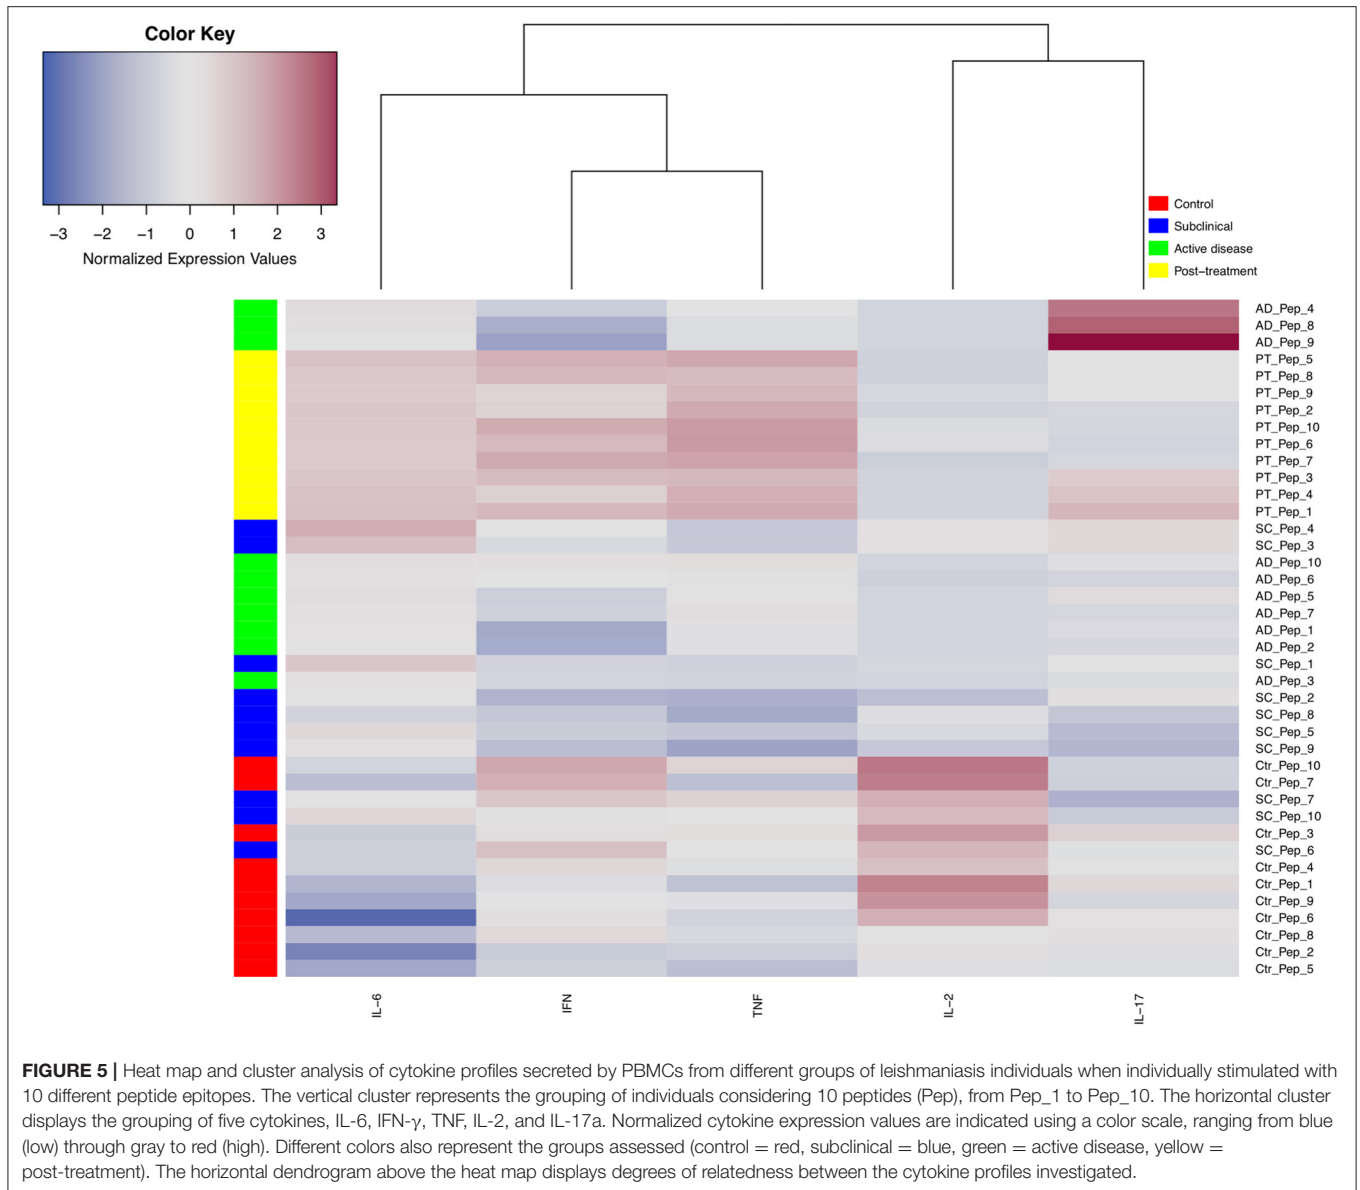 Color Key
−3 −2 −1 0 1 2 3
Normalized Expression Values
Control
Subclinical
Active disease
Post−treatment
AD_Pep_4
AD_Pep_8
AD_Pep_9
PT_Pep_5
PT_Pep_8
PT_Pep_9
PT_Pep_2
PT_Pep_10
PT_Pep_6
PT_Pep_7
PT_Pep_3
PT_Pep_4
PT_Pep_1
SC_Pep_4
SC_Pep_3
AD_Pep_10
AD_Pep_6
AD_Pep_5
AD_Pep_7
AD_Pep_1
AD_Pep_2
SC_Pep_1
AD_Pep_3
SC_Pep_2
SC_Pep_8
SC_Pep_5
SC_Pep_9
Ctr_Pep_10
Ctr_Pep_7
SC_Pep_7
SC_Pep_10
Ctr_Pep_3
SC_Pep_6
Ctr_Pep_4
Ctr_Pep_1
Ctr_Pep_9
Ctr_Pep_6
Ctr_Pep_8
Ctr_Pep_2
Ctr_Pep_5
IL−6 IFN TNF IL−2 IL−17
FIGURE 5 | Heat map and cluster analysis of cytokine profiles secreted by PBMCs from different groups of leishmaniasis individuals when individually stimulated with
10 different peptide epitopes. The vertical cluster represents the grouping of individuals considering 10 peptides (Pep), from Pep_1 to Pep_10. The horizontal cluster
displays the grouping of five cytokines, IL-6, IFN-γ, TNF, IL-2, and IL-17a. Normalized cytokine expression values are indicated using a color scale, ranging from blue
(low) through gray to red (high). Different colors also represent the groups assessed (control = red, subclinical = blue, green = active disease, yellow =
post-treatment). The horizontal dendrogram above the heat map displays degrees of relatedness between the cytokine profiles investigated.